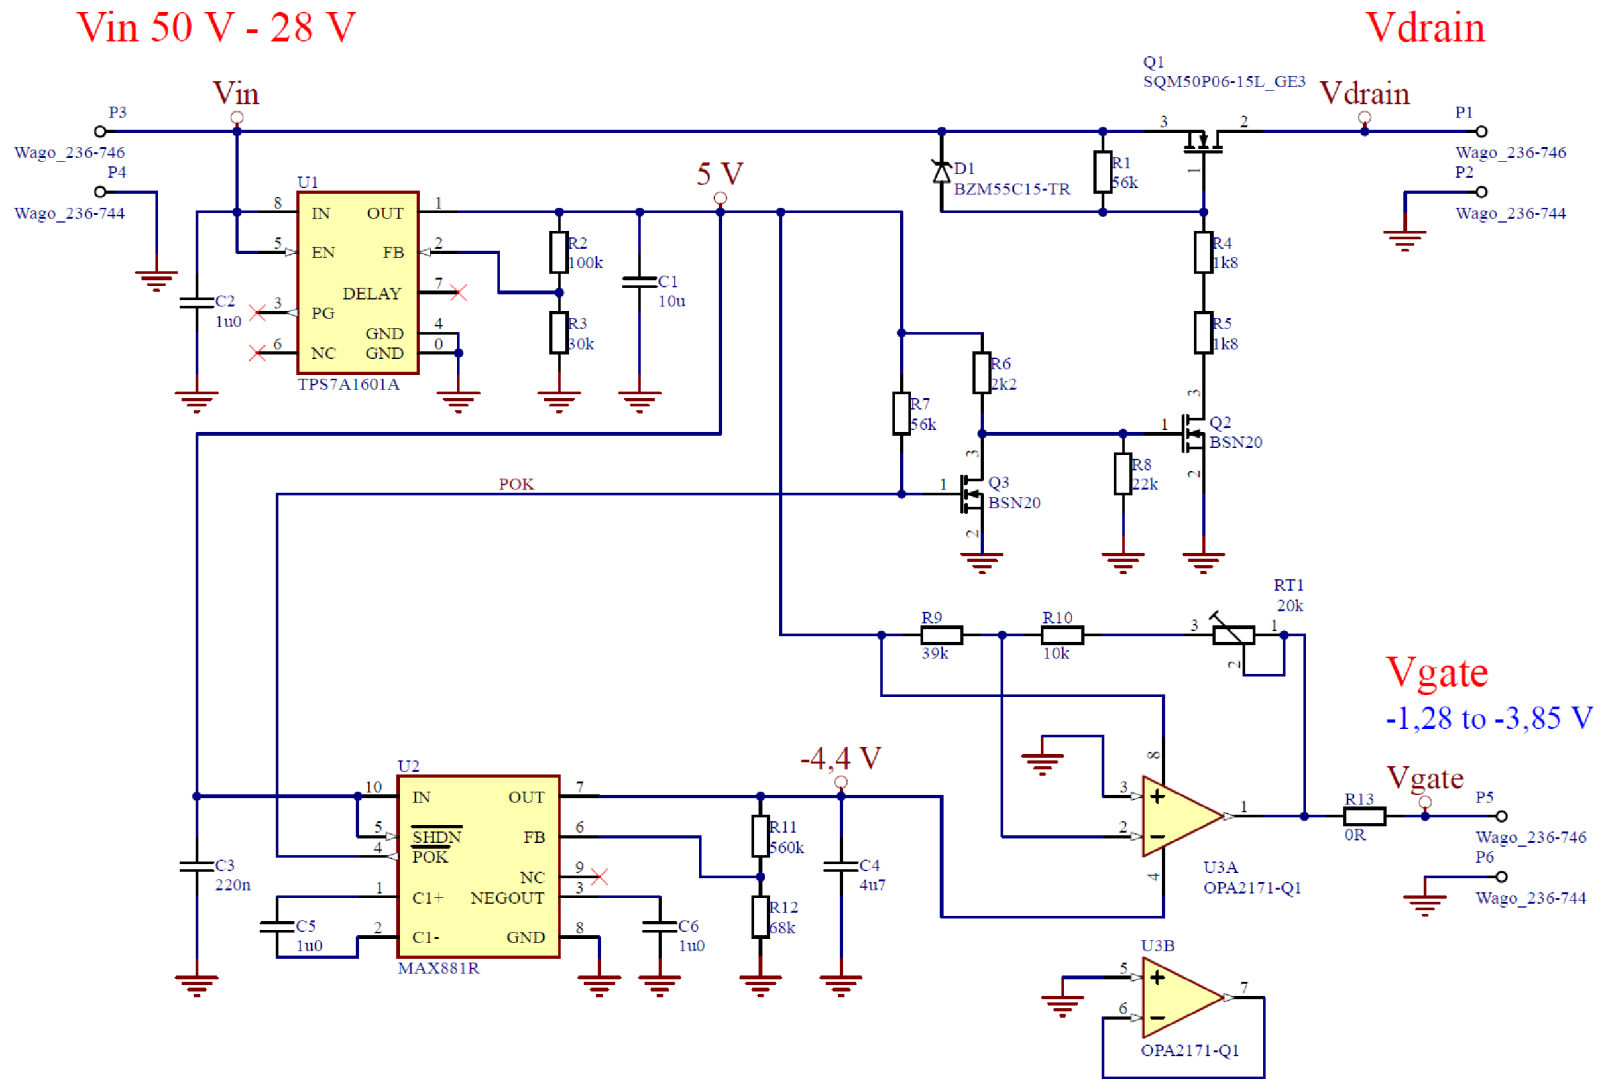 Vin 50 V - 28 V
Vdrain
Q1
SQM50P06-15L_GE3
Vin
Vdrain
P3
P1
3
2
Wago_236-746
Wago_236-746
P4
P2
Wago_236-744
Wago_236-744
1
D1
BZM55C15-TR
R1
56k
5 V
U1
8
IN
OUT
1
5
EN
FB
2
DELAY
7
3
PG
GND
4
6
NC
GND
0
TPS7A1601A
C2
1u0
R2
100k
R3
30k
C1
10u
R4
1k8
R5
1k8
R6
2k2
R7
56k
3
1
Q2
BSN20
2
R8
22k
3
1
Q3
BSN20
2
POK
RT1
20k
R9
39k
R10
10k
3
1
2
Vgate
-1,28 to -3,85 V
-4,4 V
Vgate
U2
10
IN
OUT
7
5
SHDN
FB
6
4
POK
NC
9
1
C1+
NEGOUT
3
2
C1-
GND
8
MAX881R
C3
220n
C5
1u0
C6
1u0
R11
560k
R12
68k
C4
4u7
8
3
+
1
2
−
4
U3A
OPA2171-Q1
R13
0R
P5
Wago_236-746
P6
Wago_236-744
U3B
5
+
7
6
−
OPA2171-Q1